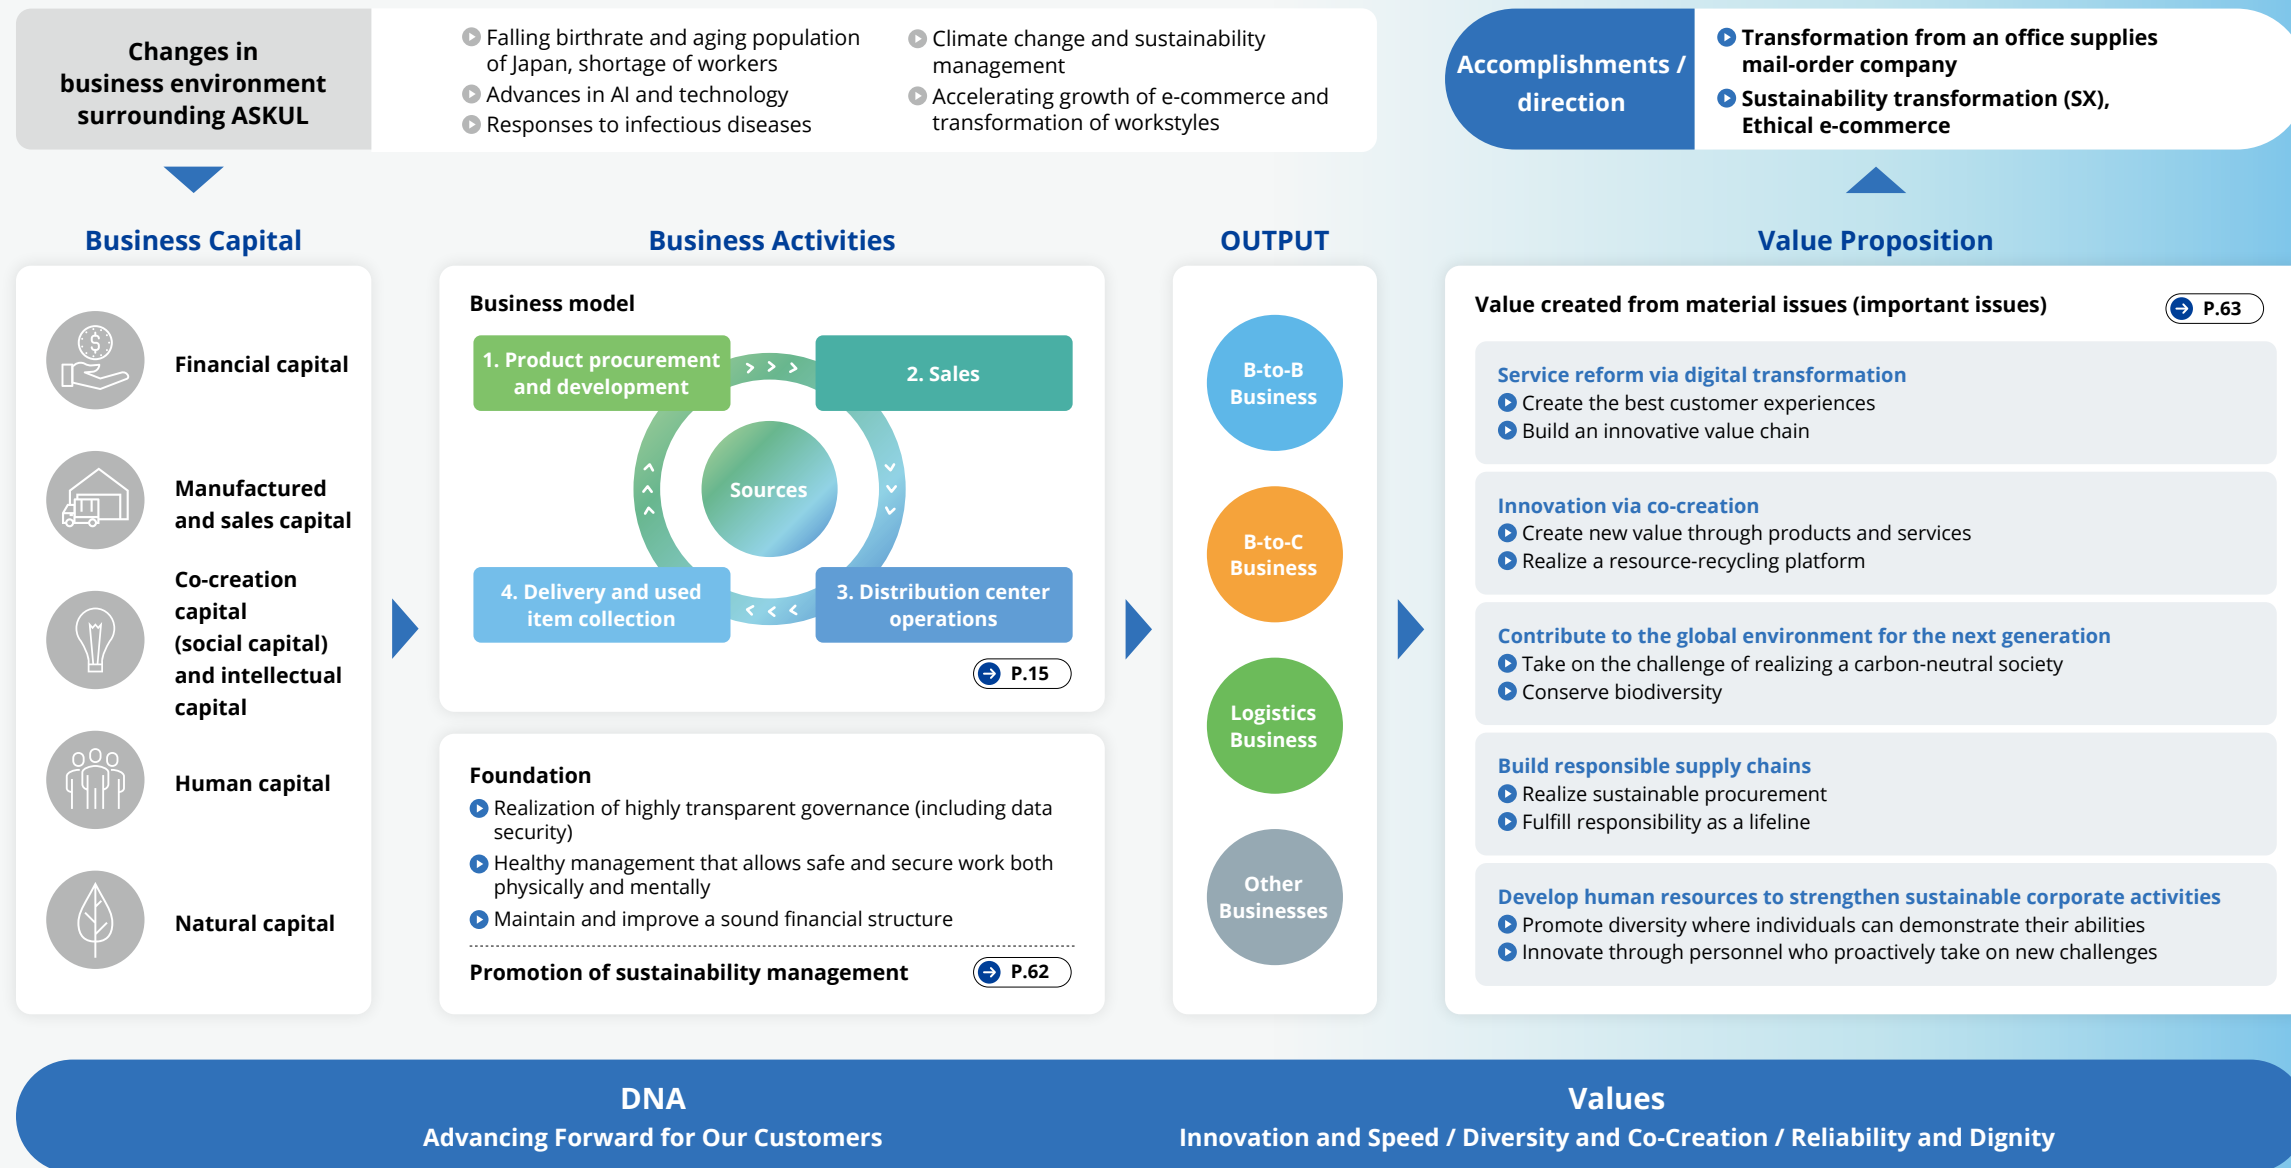 Changes in
business environment
surrounding ASKUL
Falling birthrate and aging population
of Japan, shortage of workers
Advances in AI and technology
Responses to infectious diseases
Climate change and sustainability
management
Accelerating growth of e-commerce and
transformation of workstyles
Accomplishments /
direction
Transformation from an office supplies
mail-order company
Sustainability transformation (SX),
Ethical e-commerce
Business Capital
Financial capital
Manufactured
and sales capital
Co-creation
capital
(social capital)
and intellectual
capital
Human capital
Natural capital
Business Activities
Business model
1. Product procurement
and development
2. Sales
Sources
4. Delivery and used
item collection
3. Distribution center
operations
P.15
Foundation
Realization of highly transparent governance (including data
security)
Healthy management that allows safe and secure work both
physically and mentally
Maintain and improve a sound financial structure
Promotion of sustainability management
P.62
OUTPUT
B-to-B
Business
B-to-C
Business
Logistics
Business
Other
Businesses
Value Proposition
Value created from material issues (important issues)
P.63
Service reform via digital transformation
Create the best customer experiences
Build an innovative value chain
Innovation via co-creation
Create new value through products and services
Realize a resource-recycling platform
Contribute to the global environment for the next generation
Take on the challenge of realizing a carbon-neutral society
Conserve biodiversity
Build responsible supply chains
Realize sustainable procurement
Fulfill responsibility as a lifeline
Develop human resources to strengthen sustainable corporate activities
Promote diversity where individuals can demonstrate their abilities
Innovate through personnel who proactively take on new challenges
DNA
Advancing Forward for Our Customers
Values
Innovation and Speed / Diversity and Co-Creation / Reliability and Dignity